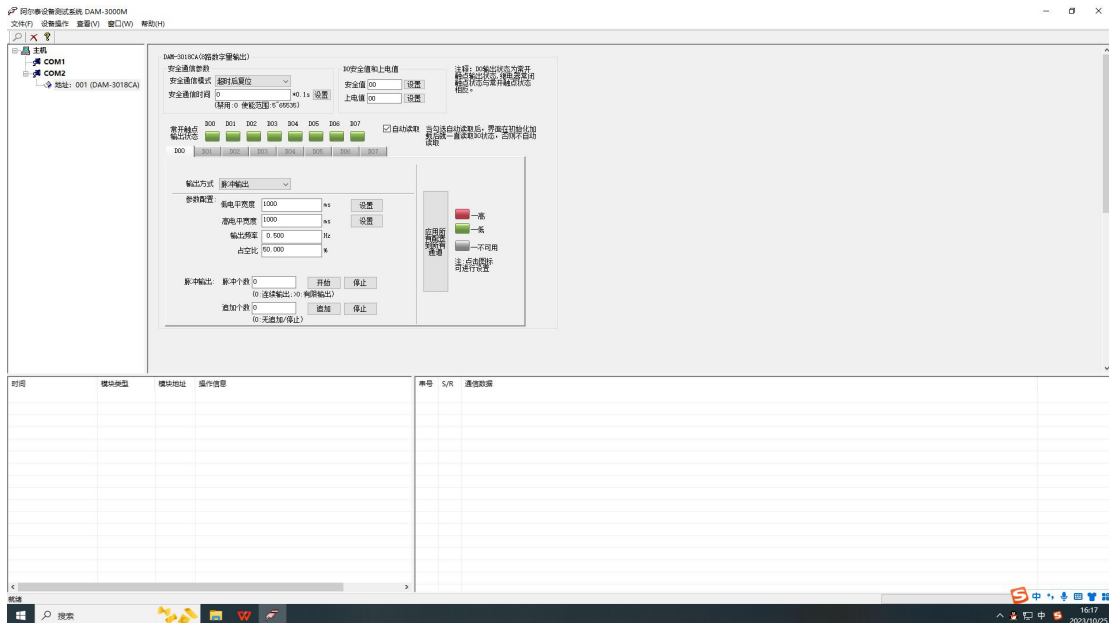 阿尔泰设备测试系统 DAM-3000M
文件(F) 设备操作 查看(V) 窗口(W) 帮助(H)
主机
COM1
COM2
地址：001 (DAM-3018CA)
DAM-3018CA(8路数字量输出)
安全通信参数
安全通信模式 超时后复位
安全通信时间 0 *0.1s 设置
(禁用:0 使能范围:5~65535)
DO安全值和上电值
安全值 00 设置
上电值 00 设置
注释：DO输出状态为常开
触点输出状态,继电器常闭
触点状态与常开触点状态
相反。
常开触点
输出状态
DO0 DO1 DO2 DO3 DO4 DO5 DO6 DO7
自动读取
当勾选自动读取后，界面在初始化加
载后就一直读取DO状态，否则不自动
读取
DO0 DO1 DO2 DO3 DO4 DO5 DO6 DO7
输出方式 脉冲输出
参数配置:
低电平宽度 1000 ms 设置
高电平宽度 1000 ms 设置
输出频率 0.500 Hz
占空比 50.000 %
脉冲输出: 脉冲个数 0 开始 停止
(0:连续输出;>0:有限输出)
追加个数 0 追加 停止
(0:无追加/停止)
应用所
有配置
到所有
通道
—高
—低
—不可用
注:点击图标
可进行设置
时间 模块类型 模块地址 操作信息
串号 S/R 通信数据
就绪
中
搜索
中
16:17
2023/10/25